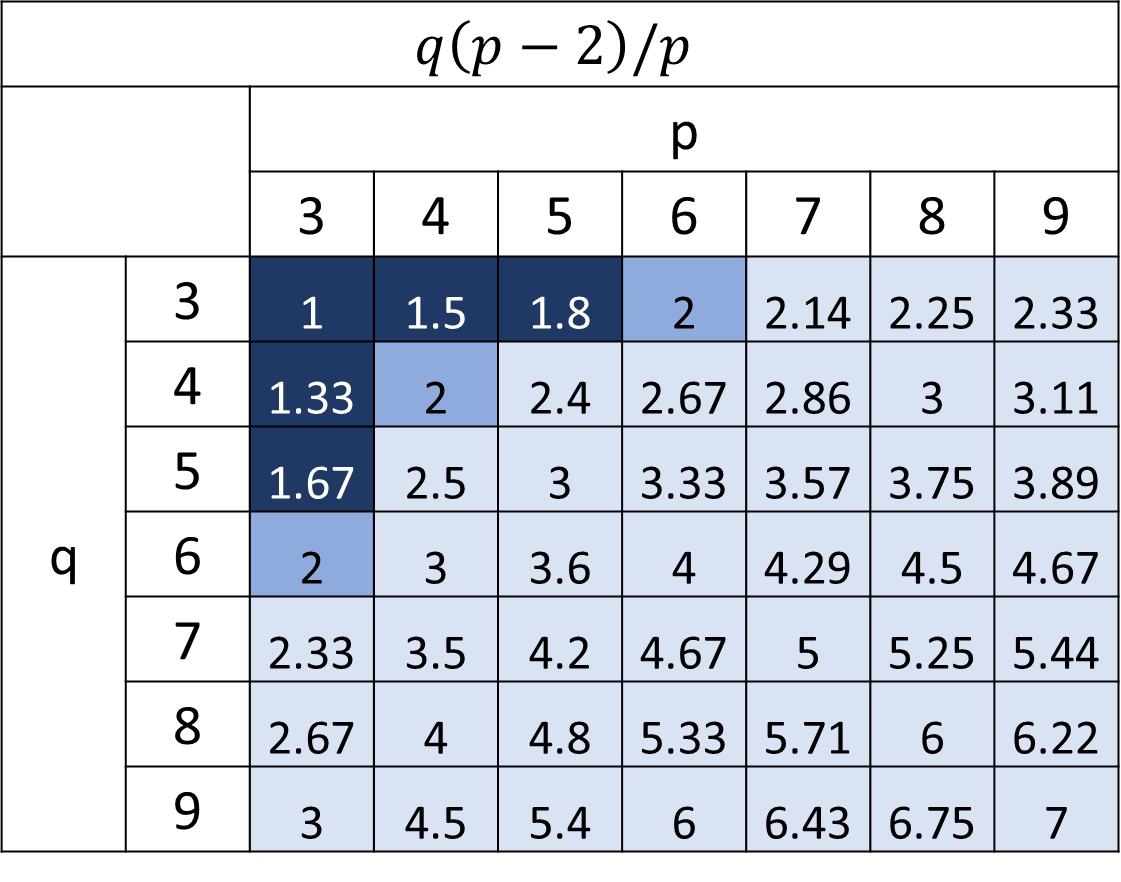 q(p − 2)/p
p
3 4 5 6 7 8 9
3 1 1.5 1.8 2 2.14 2.25 2.33
4 1.33 2 2.4 2.67 2.86 3 3.11
5 1.67 2.5 3 3.33 3.57 3.75 3.89
q 6 2 3 3.6 4 4.29 4.5 4.67
7 2.33 3.5 4.2 4.67 5 5.25 5.44
8 2.67 4 4.8 5.33 5.71 6 6.22
9 3 4.5 5.4 6 6.43 6.75 7